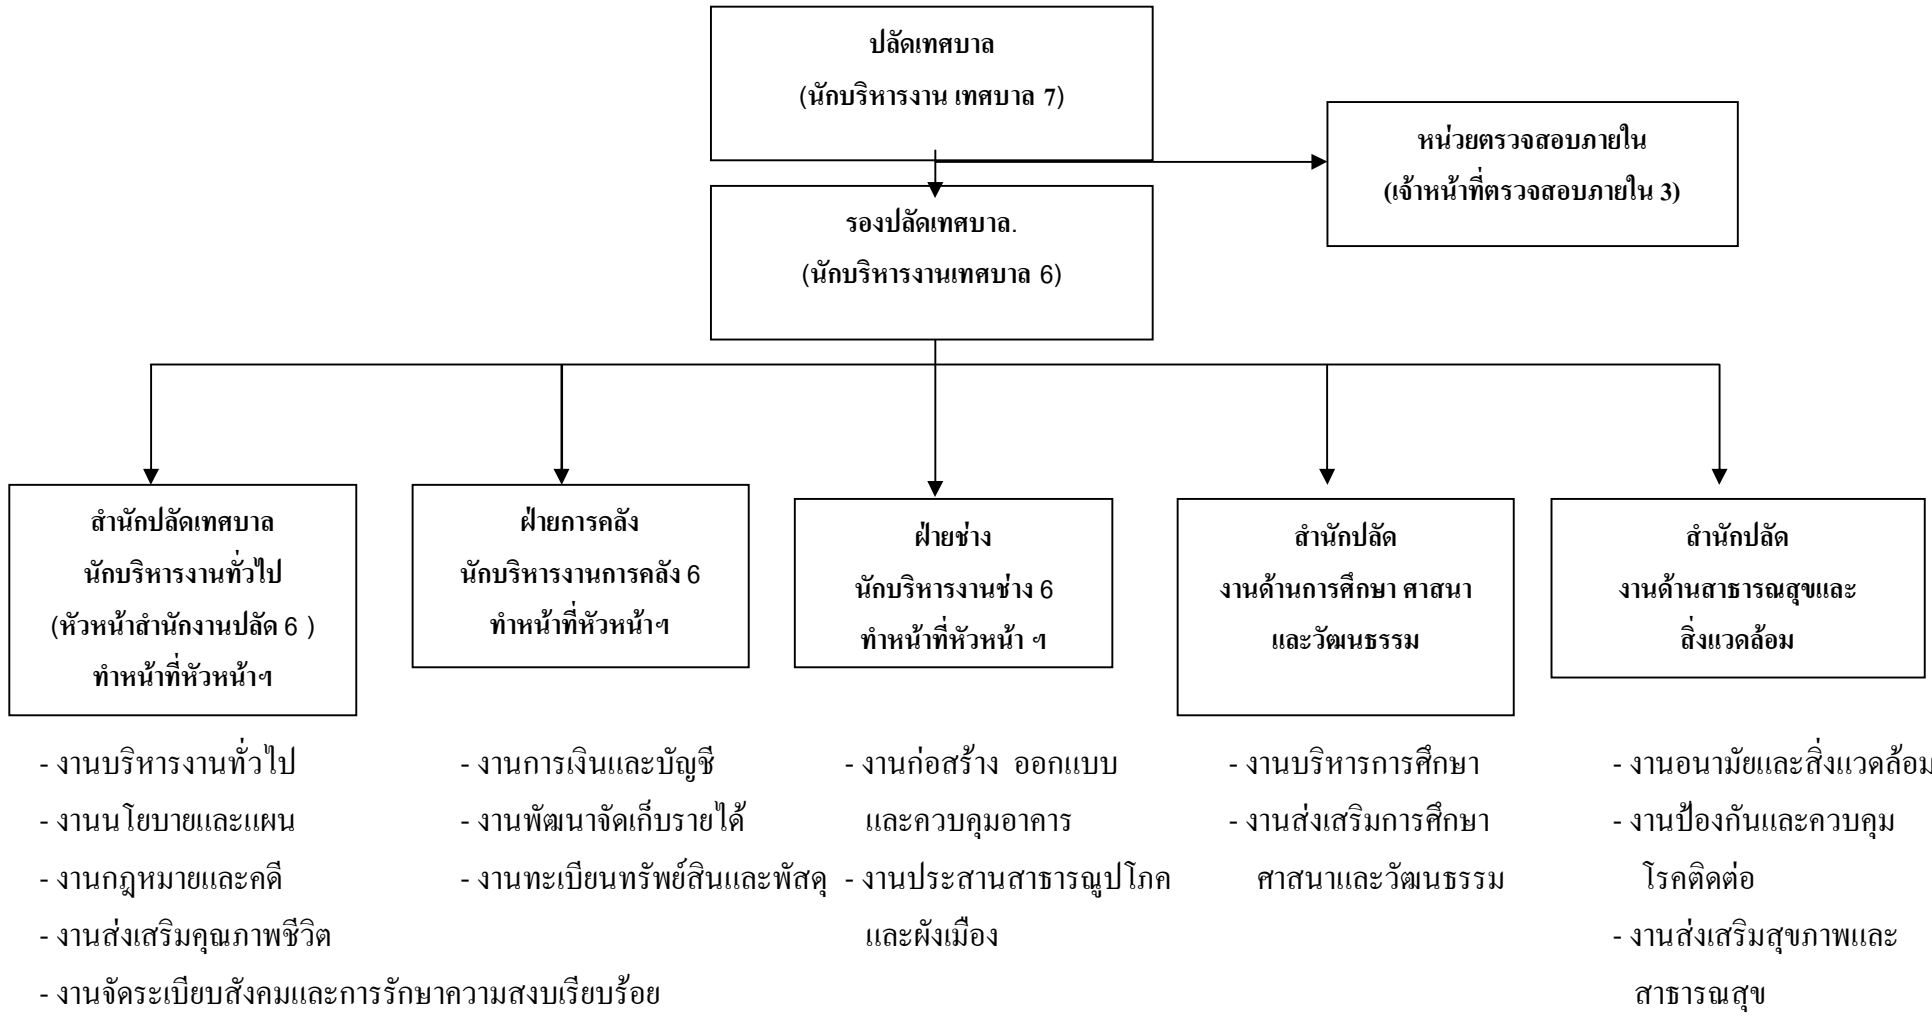 ปลัดเทศบาล
(นักบริหารงาน เทศบาล 7)
หน่วยตรวจสอบภายใน
(เจ้าหน้าที่ตรวจสอบภายใน 3)
รองปลัดเทศบาล.
(นักบริหารงานเทศบาล 6)
สำนักปลัดเทศบาล
นักบริหารงานทั่วไป
(หัวหน้าสำนักงานปลัด 6 )
ทำหน้าที่หัวหน้าฯ
ฝ่ายการคลัง
นักบริหารงานการคลัง 6
ทำหน้าที่หัวหน้าฯ
ฝ่ายช่าง
นักบริหารงานช่าง 6
ทำหน้าที่หัวหน้า ฯ
สำนักปลัด
งานด้านการศึกษา ศาสนา
และวัฒนธรรม
สำนักปลัด
งานด้านสาธารณสุขและ
สิ่งแวดล้อม
- งานบริหารงานทั่วไป
- งานนโยบายและแผน
- งานกฎหมายและคดี
- งานส่งเสริมคุณภาพชีวิต
- งานจัดระเบียบสังคมและการรักษาความสงบเรียบร้อย
- งานการเงินและบัญชี
- งานพัฒนาจัดเก็บรายได้
- งานทะเบียนทรัพย์สินและพัสดุ
- งานก่อสร้าง ออกแบบ
และควบคุมอาคาร
- งานประสานสาธารณูปโภค
และผังเมือง
- งานบริหารการศึกษา
- งานส่งเสริมการศึกษา
ศาสนาและวัฒนธรรม
- งานอนามัยและสิ่งแวดล้อม
- งานป้องกันและควบคุม
โรคติดต่อ
- งานส่งเสริมสุขภาพและ
สาธารณสุข